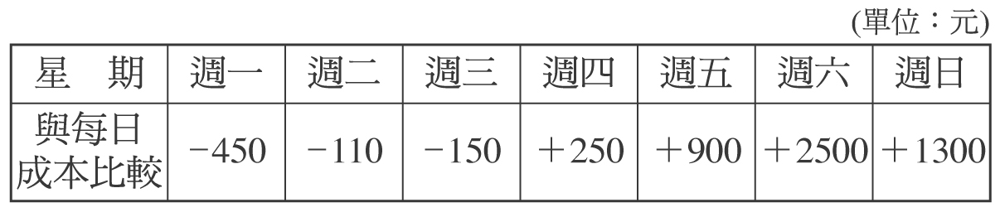 (單位：元)
星　期 週一 週二 週三 週四 週五 週六 週日
與每日
成本比較 －450 －110 －150 ＋250 ＋900 ＋2500 ＋1300